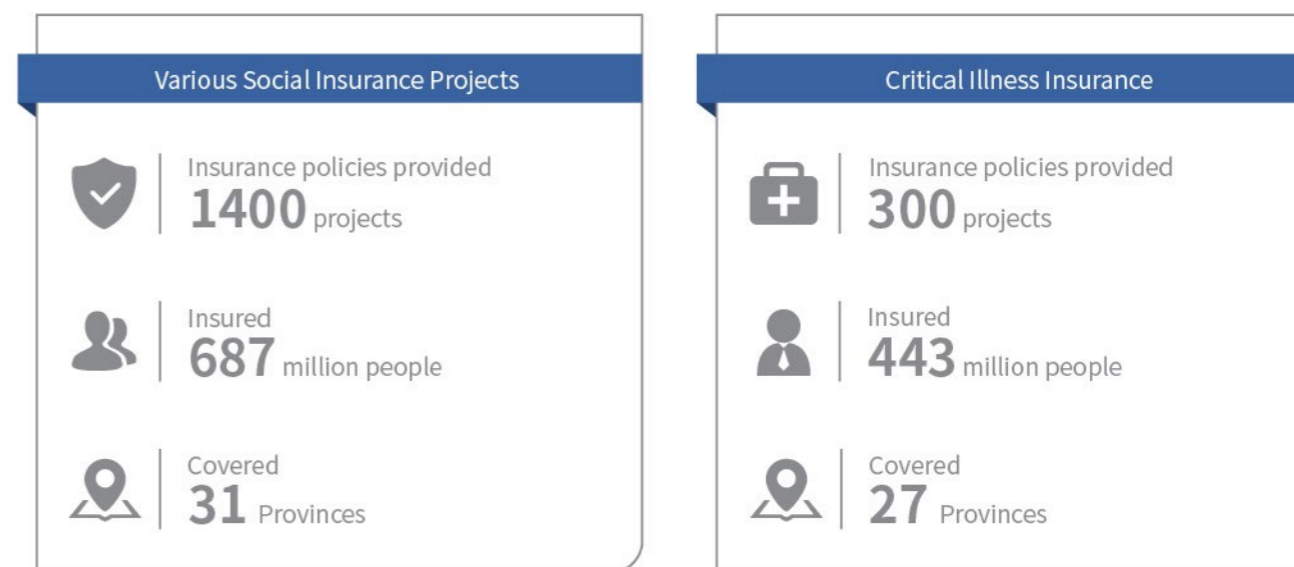 Various Social Insurance Projects
Insurance policies provided
1400 projects
Insured
687 million people
Covered
31 Provinces
Critical Illness Insurance
Insurance policies provided
300 projects
Insured
443 million people
Covered
27 Provinces